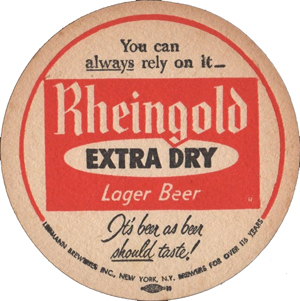 You can
always rely on it—
Rheingold
EXTRA DRY
Lager Beer
It's beer as beer
should taste!
LIEBMANN BREWERIES INC., NEW YORK, N.Y. BREWERS FOR OVER 115 YEARS